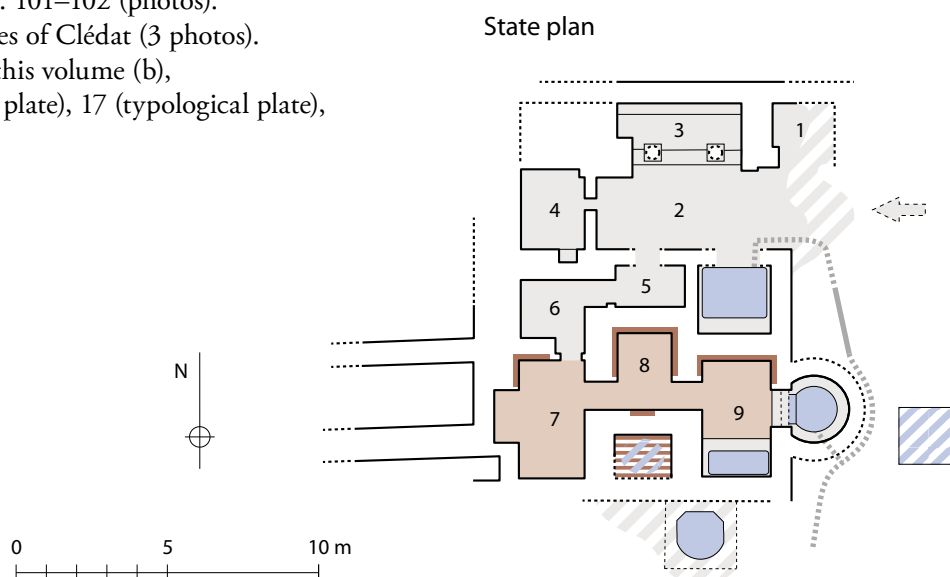 . 101–102 (photos).
es of Clédat (3 photos).
this volume (b),
plate), 17 (typological plate),
State plan
1
3
4
2
5
6
8
7
9
N
0 5 10 m